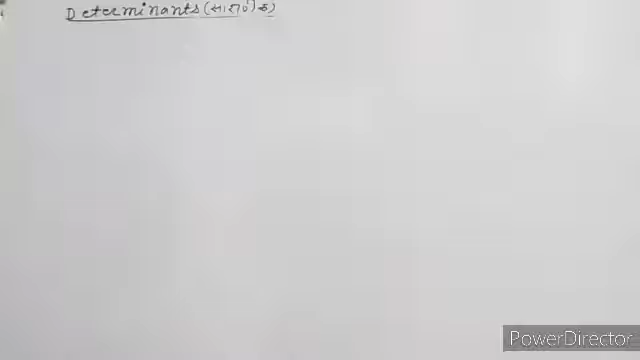 Determinants (सारणिक)
PowerDirector